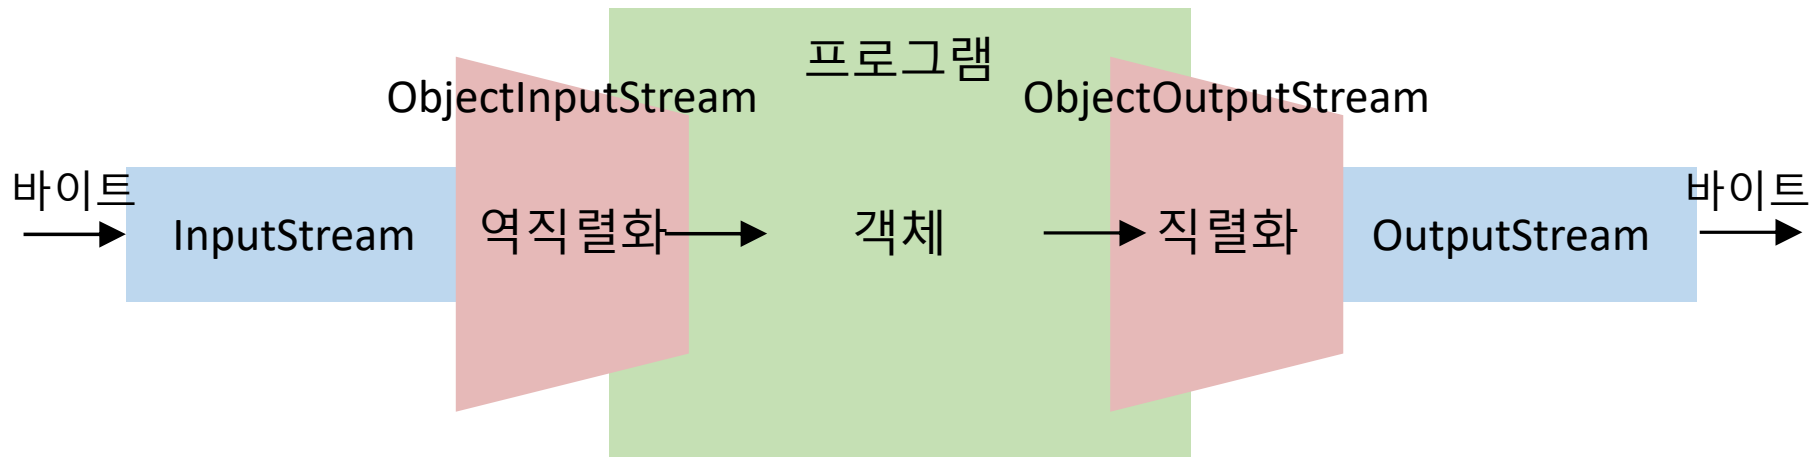 프로그램
ObjectInputStream
ObjectOutputStream
바이트
InputStream
역직렬화
객체
직렬화
OutputStream
바이트